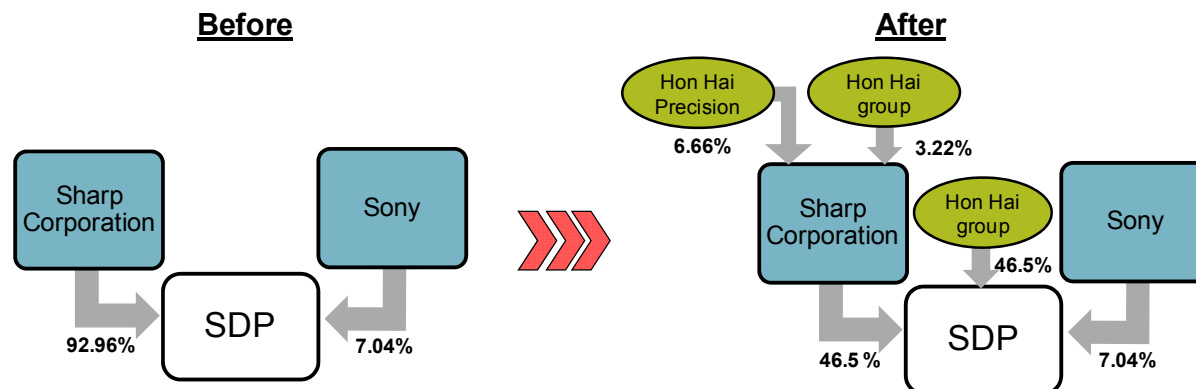 Before
Sharp
Corporation
Sony
SDP
92.96%
7.04%
After
Hon Hai
Precision
Hon Hai
group
6.66%
3.22%
Sharp
Corporation
Hon Hai
group
Sony
46.5%
SDP
46.5 %
7.04%